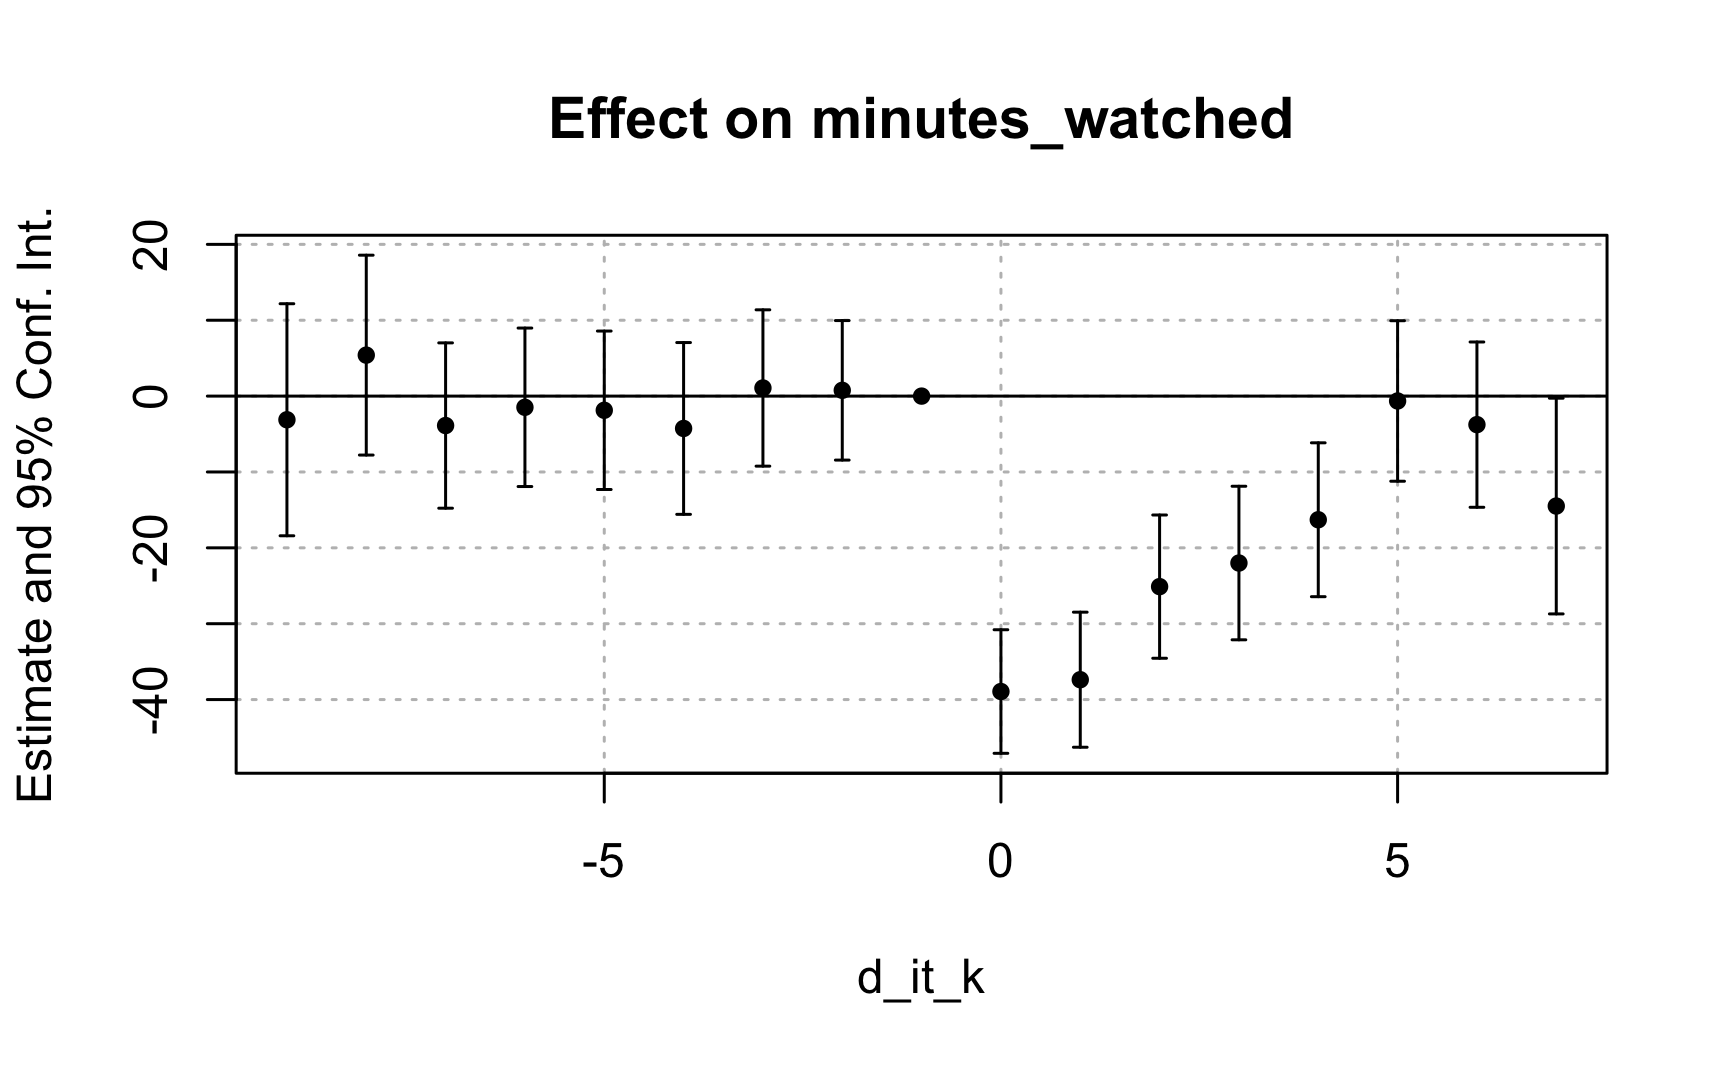 Effect on minutes_watched
Estimate and 95% Conf. Int.
20
0
-20
-40
-5
0
5
d_it_k